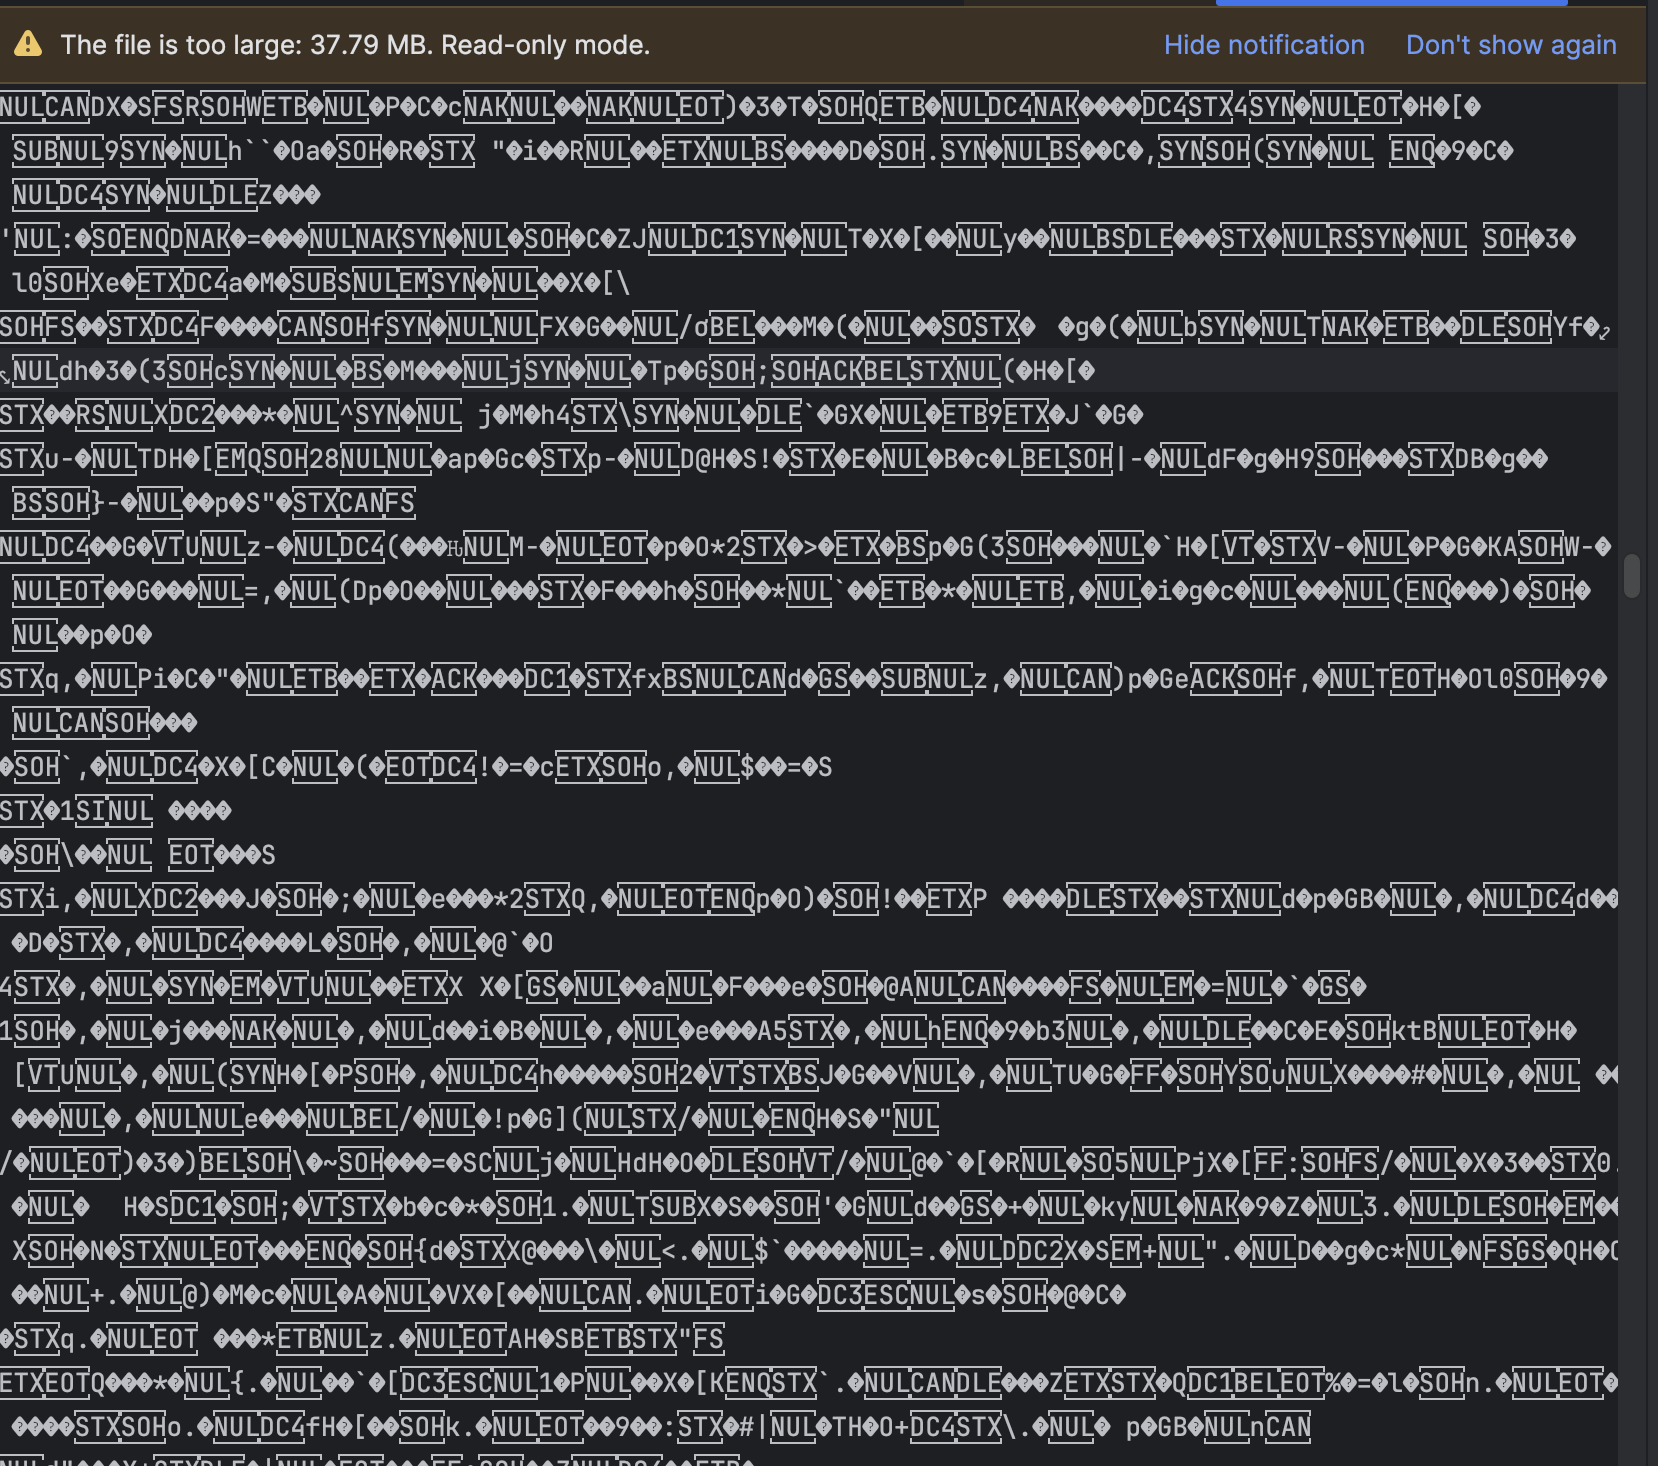 The file is too large: 37.79 MB. Read-only mode. Hide notification Don't show again
NULCANDX�SFSRSOHWETB�NUL�P�C�cNAKNUL��NAKNULEOT)�3�T�SOHQETB�NULDC4NAK����DC4STX4SYN�NULEOT�H�[�
SUBNUL9SYN�NULh``�Oa�SOH�R�STX "�i��RNUL��ETXNULBS����D�SOH.SYN�NULBS��C�,SYNSOH(SYN�NUL ENQ�9�C�
NULDC4SYN�NULDLEZ���
'NUL:�SOENQDNAK�=���NULNAKSYN�NUL�SOH�C�ZJNULDC1SYN�NULT�X�[��NULy��NULBSDLE���STX�NULRSSYN�NUL SOH�3�
l0SOHXe�ETXDC4a�M�SUBSNULEMSYN�NUL��X�[\
SOHFS��STXDC4F����CANSOHfSYN�NULNULFX�G��NUL/ơBEL���M�(�NUL��SOSTX� �g�(�NULbSYN�NULTNAK�ETB��DLESOHYf�
NULdh�3�(3SOHcSYN�NUL�BS�M���NULjSYN�NUL�Tp�GSOH;SOHACKBELSTXNUL(�H�[�
STX��RSNULXDC2���*�NUL^SYN�NUL j�M�h4STX\SYN�NUL�DLE`�GX�NUL�ETB9ETX�J`�G�
STXu-�NULTDH�[EMQSOH28NULNUL�ap�Gc�STXp-�NULD@H�S!�STX�E�NUL�B�c�LBELSOH|-�NULdF�g�H9SOH���STXDB�g��
BSSOH}-�NUL��p�S"�STXCANFS
NULDC4��G�VTUNULz-�NULDC4(���NULM-�NULEOT�p�O*2STX�>�ETX�BSp�G(3SOH���NUL�`H�[VT�STXV-�NUL�P�G�KASOHW-�
NULEOT��G���NUL=,�NUL(Dp�O��NUL���STX�F���h�SOH��*NUL`��ETB�*�NULETB,�NUL�i�g�c�NUL���NUL(ENQ���)�SOH�
NUL��p�O�
STXq,�NULPi�C�"�NULETB��ETX�ACK���DC1�STXfxBSNULCANd�GS��SUBNULz,�NULCAN)p�GeACKSOHf,�NULTEOTH�Ol0SOH�9�
NULCANSOH���
�SOH`,�NULDC4�X�[C�NUL�(�EOTDC4!�=�cETXSOHo,�NUL$��=�S
STX�1SINUL ����
�SOH\��NUL EOT���S
STXi,�NULXDC2���J�SOH�;�NUL�e���*2STXQ,�NULEOTENQp�O)�SOH!��ETXP ����DLESTX��STXNULd�p�GB�NUL�,�NULDC4d��
�D�STX�,�NULDC4����L�SOH�,�NUL�@`�O
4STX�,�NUL�SYN�EM�VTUNUL��ETXX X�[GS�NUL��aNUL�F���e�SOH�@ANULCAN����FS�NULEM�=NUL�`�GS�
1SOH�,�NUL�j���NAK�NUL�,�NULd��i�B�NUL�,�NUL�e���A5STX�,�NULhENQ�9�b3NUL�,�NULDLE��C�E�SOHktBNULEOT�H�
[VTUNUL�,�NUL(SYNH�[�PSOH�,�NULDC4h�����SOH2�VTSTXBSJ�G��VNUL�,�NULTU�G�FF�SOHYSOuNULX����#�NUL�,�NUL ��
���NUL�,�NULNULe���NULBEL/�NUL�!p�G](NULSTX/�NUL�ENQH�S�"NUL
/�NULEOT)�3�)BELSOH\�~SOH���=�SCNULj�NULHdH�O�DLESOHVT/�NUL@�`�[�RNUL�SO5NULPjX�[FF:SOHFS/�NUL�X�3��STX0.
�NUL� H�SDC1�SOH;�VTSTX�b�c�*�SOH1.�NULTSUBX�S��SOH'�GNULd��GS�+�NUL�kyNUL�NAK�9�Z�NUL3.�NULDLESOH�EM��
XSOH�N�STXNULEOT���ENQ�SOH{d�STXX@���\�NUL<.�NUL$`�����NUL=.�NULDDC2X�SEM+NUL".�NULD��g�c*NUL�NFSGS�QH�O
��NUL+.�NUL@)�M�c�NUL�A�NUL�VX�[��NULCAN.�NULEOTi�G�DC3ESCNUL�s�SOH�@�C�
�STXq.�NULEOT ���*ETBNULz.�NULEOTAH�SBETBSTX"FS
ETXEOTQ���*�NUL{.�NUL��`�[DC3ESCNUL1�PNUL��X�[KENQSTX`.�NULCANDLE���ZETXSTX�QDC1BELEOT%�=�l�SOHn.�NULEOT�
����STXSOHo.�NULDC4fH�[��SOHk.�NULEOT��9��:STX�#|NUL�TH�O+DC4STX\.�NUL� p�GB�NULnCAN